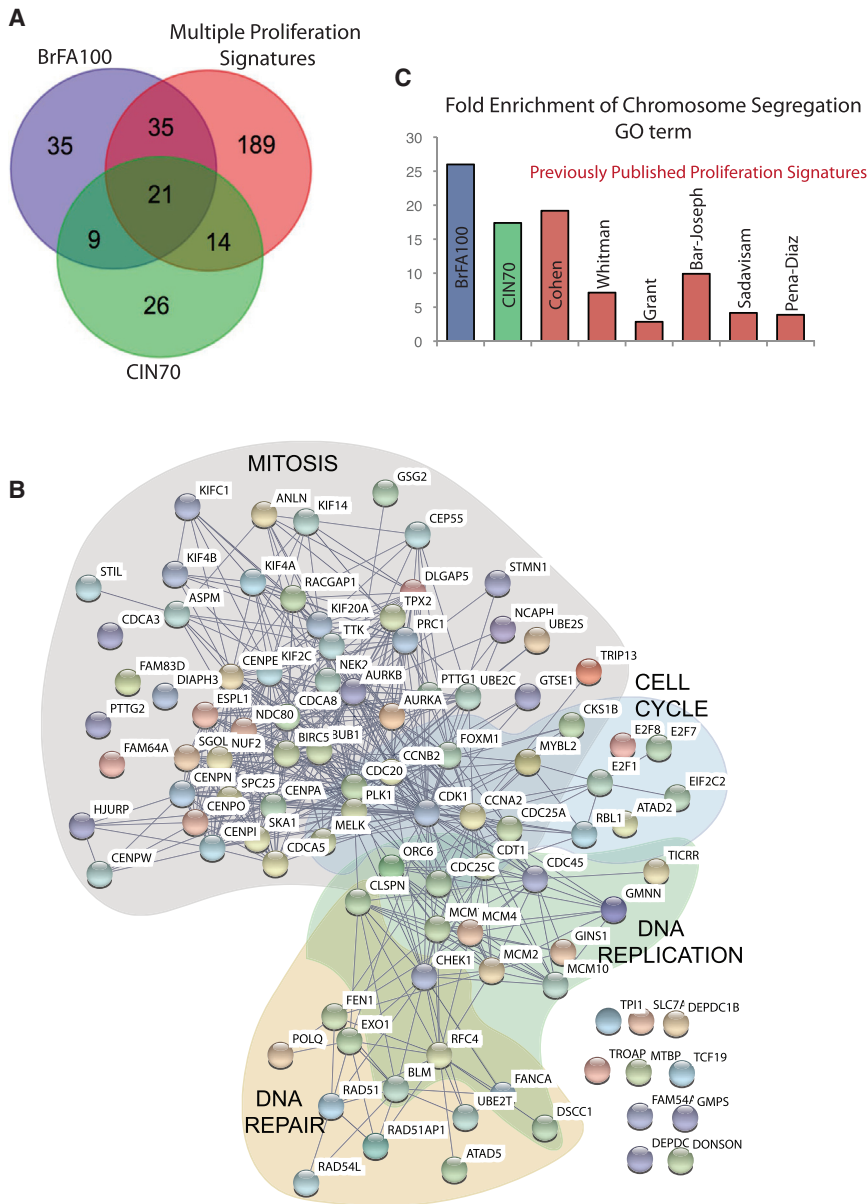 A
BrFA100
Multiple Proliferation
Signatures
35
35
189
21
9
14
26
CIN70
C
Fold Enrichment of Chromosome Segregation
GO term
Previously Published Proliferation Signatures
30
25
20
15
10
5
0
BrFA100
CIN70
Cohen
Whitman
Grant
Bar-Joseph
Sadavisam
Pena-Diaz
B
MITOSIS
GSG2
KIFC1
ANLN
KIF14
CEP55
KIF4B
KIF4A
STIL
RACGAP1
DLGAP5
STMN1
ASPM
TPX2
CDCA3
KIF20A
NCAPH
TTK
PRC1
UBE2S
CENPE
KIF2C
TRIP13
FAM83D
NEK2
DIAPH3
AURKB
PTTG1
UBE2C
GTSE1
CELL
CYCLE
ESPL1
CDCA8
AURKA
PTTG2
NDC80
CKS1B
E2F8
E2F7
FAM64A
SGOL
NUF2
BIRC5
BUB1
FOXM1
MYBL2
CCNB2
E2F1
CENPN
SPC25
CDC20
EIF2C2
CENPA
PLK1
CDK1
CENPO
CCNA2
HJURP
SKA1
CDC25A
RBL1
ATAD2
CENPI
MELK
CENPW
CDCA5
ORC6
CDT1
CDC45
TICRR
CLSPN
CDC25C
GMNN
MCM
MCM4
DNA
REPLICATION
GINS1
CHEK1
MCM2
MCM10
FEN1
TPI1
SLC7A
DEPDC1B
EXO1
POLQ
RFC4
TROAP
MTBP
TCF19
BLM
FANCA
RAD51
UBE2T
FAM54A
GMPS
DNA
REPAIR
DSCC1
RAD51AP1
DEPDC
DONSON
ATAD5
RAD54L